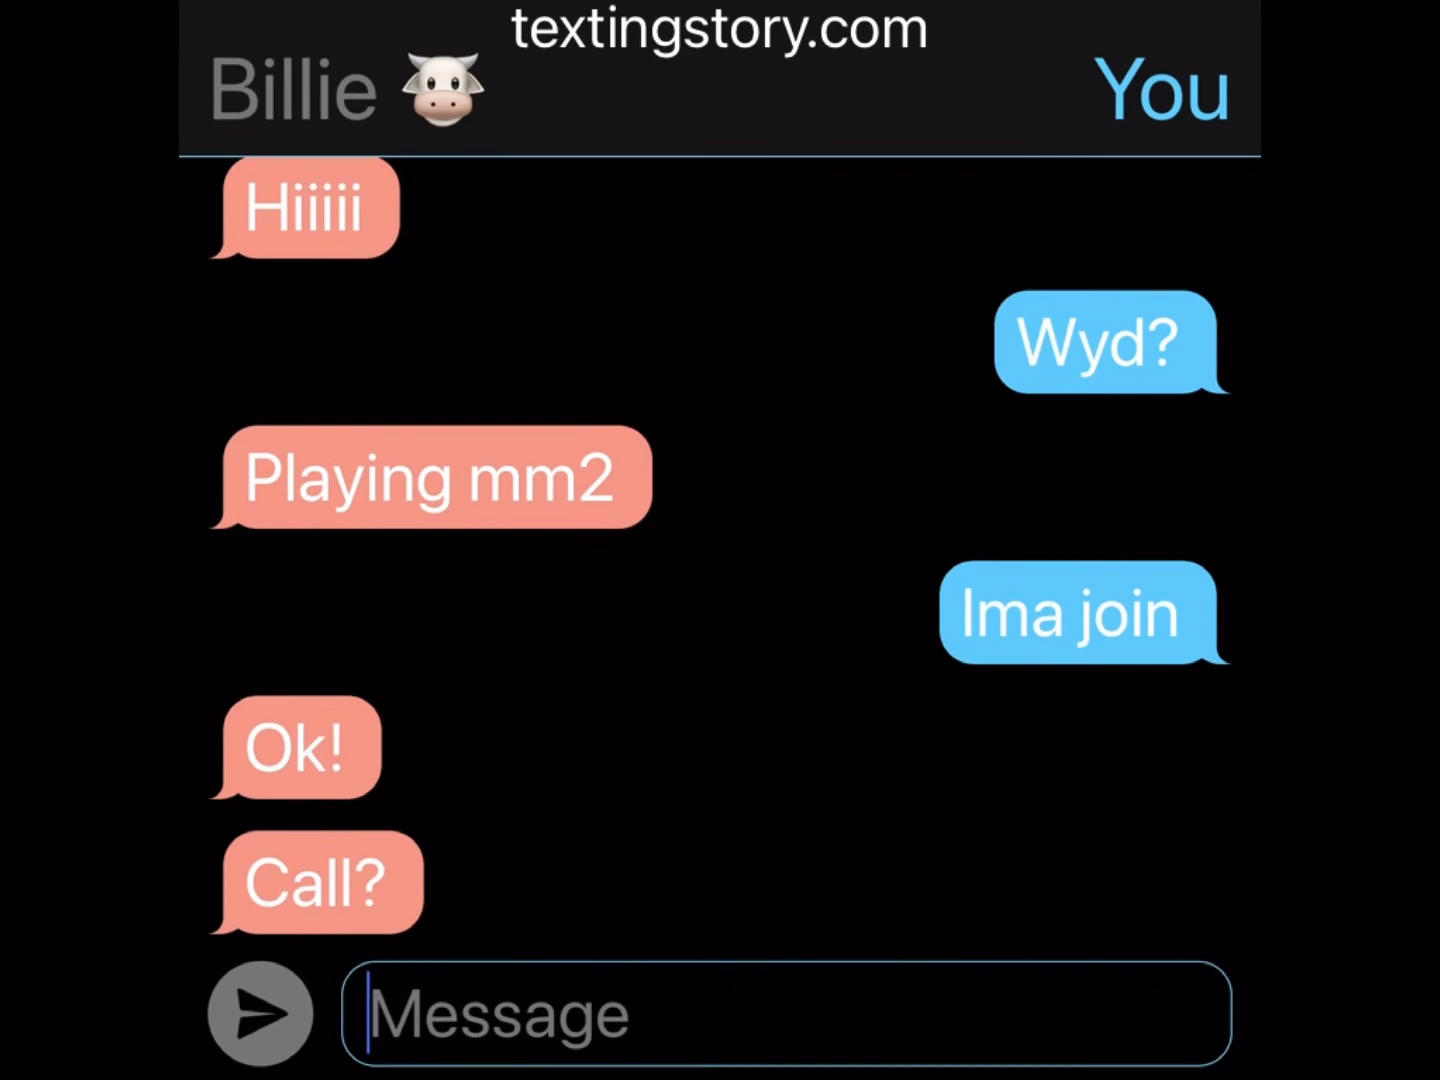 textingstory.com
Billie 🐮 You
Hiiiii
Wyd?
Playing mm2
Ima join
Ok!
Call?
Message